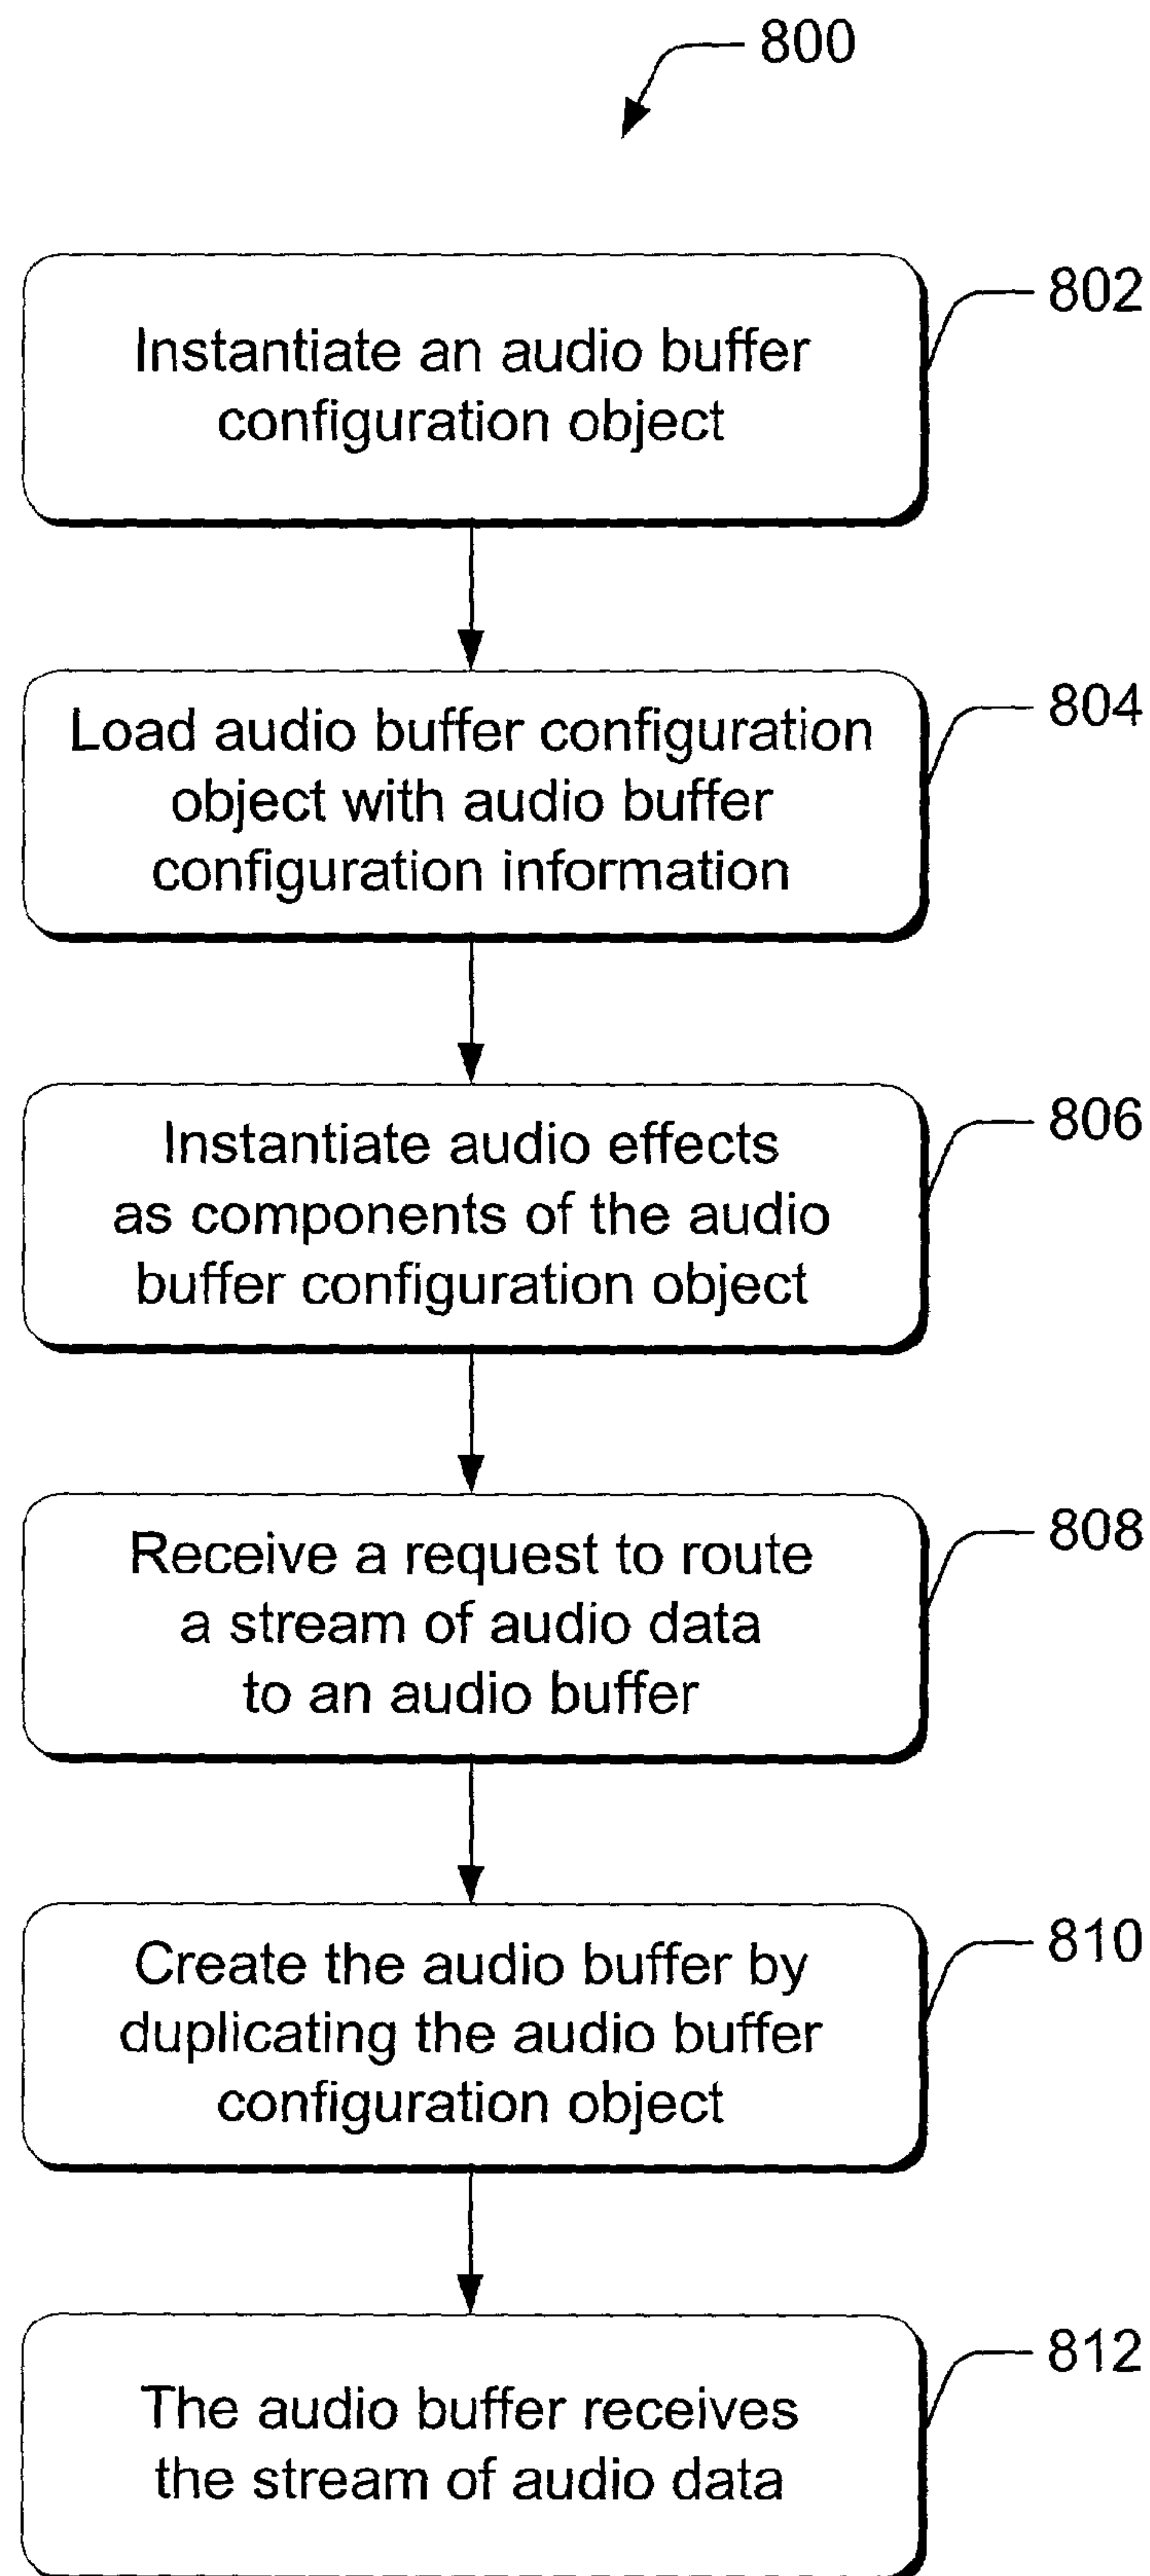 800
802
Instantiate an audio buffer
configuration object
804
Load audio buffer configuration
object with audio buffer
configuration information
806
Instantiate audio effects
as components of the audio
buffer configuration object
808
Receive a request to route
a stream of audio data
to an audio buffer
810
Create the audio buffer by
duplicating the audio buffer
configuration object
812
The audio buffer receives
the stream of audio data